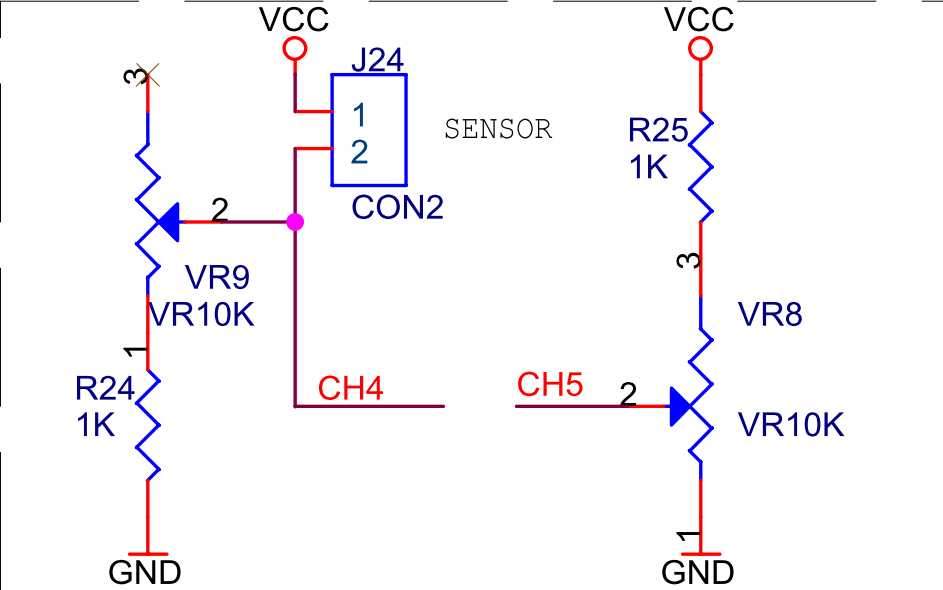 VCC
VCC
J24
3
1
SENSOR
R25
2
1K
CON2
2
3
VR9
VR10K
VR8
1
R24
CH4
CH5
2
1K
VR10K
1
GND
GND